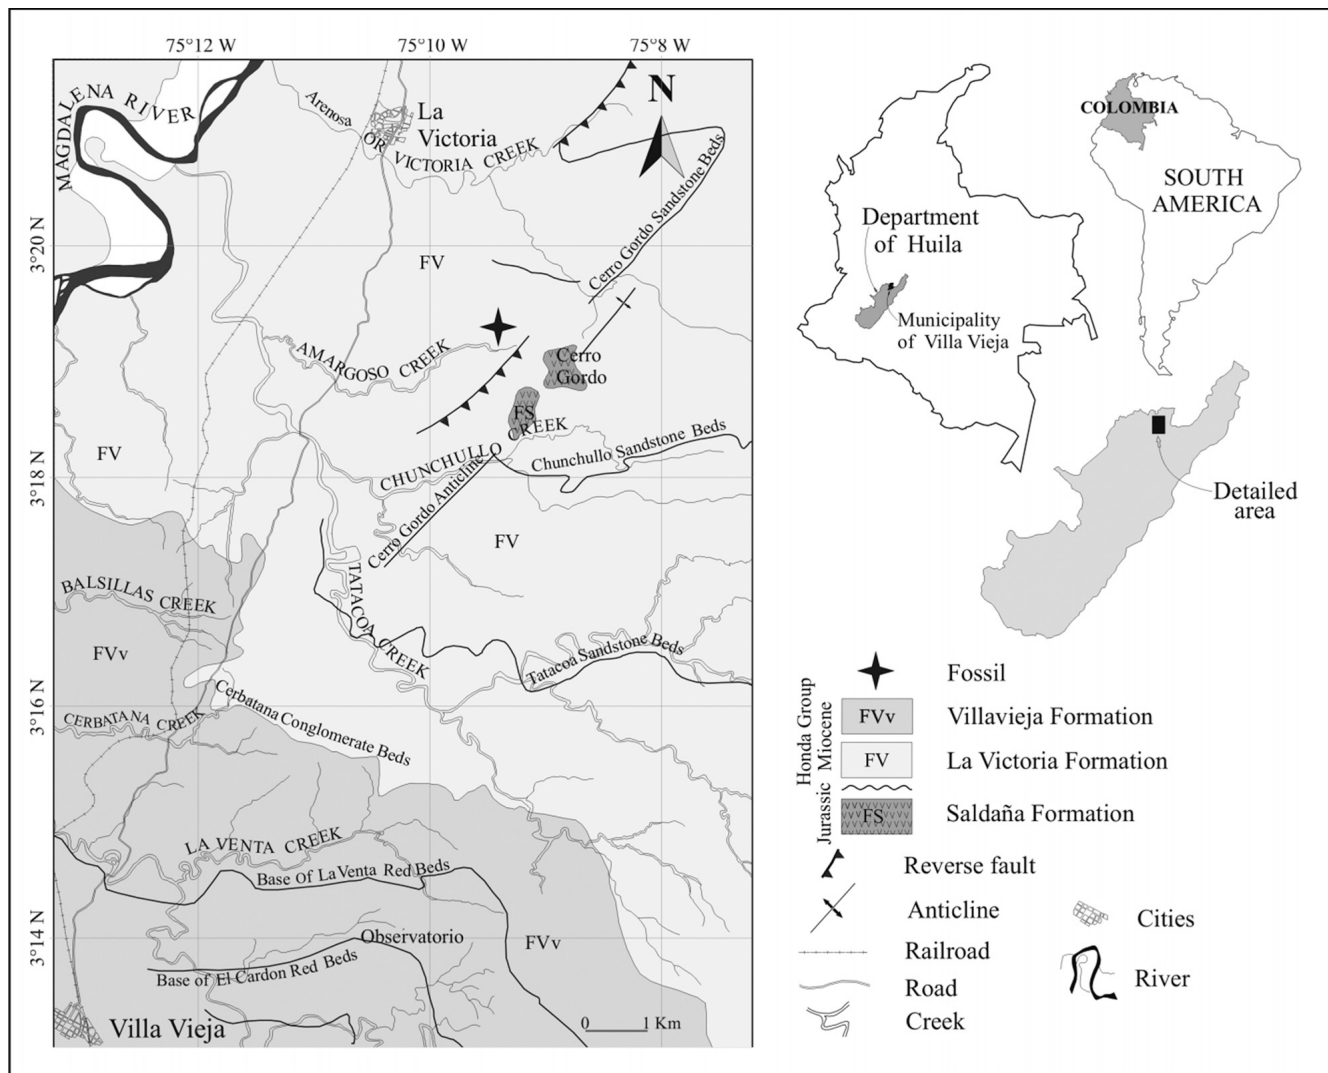 75°12 W
75°10 W
75°8 W
MAGDALENA RIVER
Arenosa
OR VICTORIA CREEK
La
Victoria
N
Cerro Gordo Sandstone Beds
3°20 N
FV
AMARGOSO CREEK
Cerro
Gordo
FS
CHUNCHULLO CREEK
Chunchullo Sandstone Beds
Cerro Gordo Anticline
FV
3°18 N
FV
BALSILLAS CREEK
TATACOA CREEK
FVv
Tatacoa Sandstone Beds
3°16 N
CERBATANA CREEK
Cerbatana Conglomerate Beds
LA VENTA CREEK
Base Of La Venta Red Beds
3°14 N
Observatorio
FVv
Base of El Cardon Red Beds
Villa Vieja
0 1 Km
COLOMBIA
SOUTH
AMERICA
Department
of Huila
Municipality
of Villa Vieja
Detailed
area
Fossil
Honda Group
Miocene
FVv
Villavieja Formation
FV
La Victoria Formation
Jurassic
FS
Saldaña Formation
Reverse fault
Anticline
Railroad
Road
Creek
Cities
River